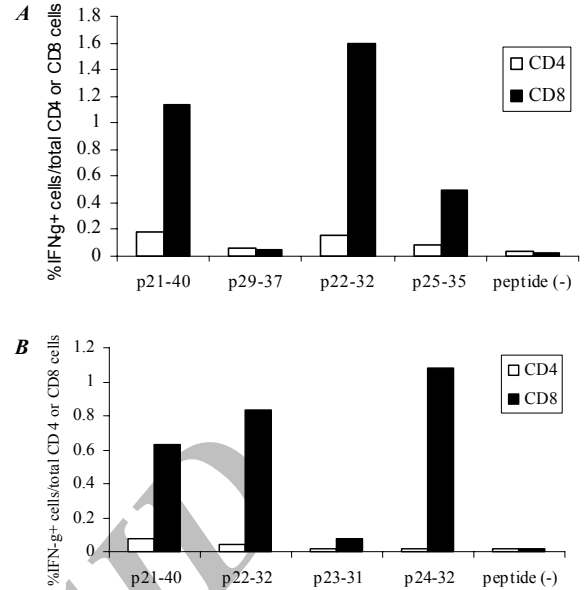 A
%IFN-g+ cells/total CD4 or CD8 cells
1.8
1.6
1.4
1.2
1
0.8
0.6
0.4
0.2
0
CD4
CD8
p21-40 p29-37 p22-32 p25-35 peptide (-)
B
%IFN-g+ cells/total CD 4 or CD8 cells
1.2
1
0.8
0.6
0.4
0.2
0
CD4
CD8
p21-40 p22-32 p23-31 p24-32 peptide (-)